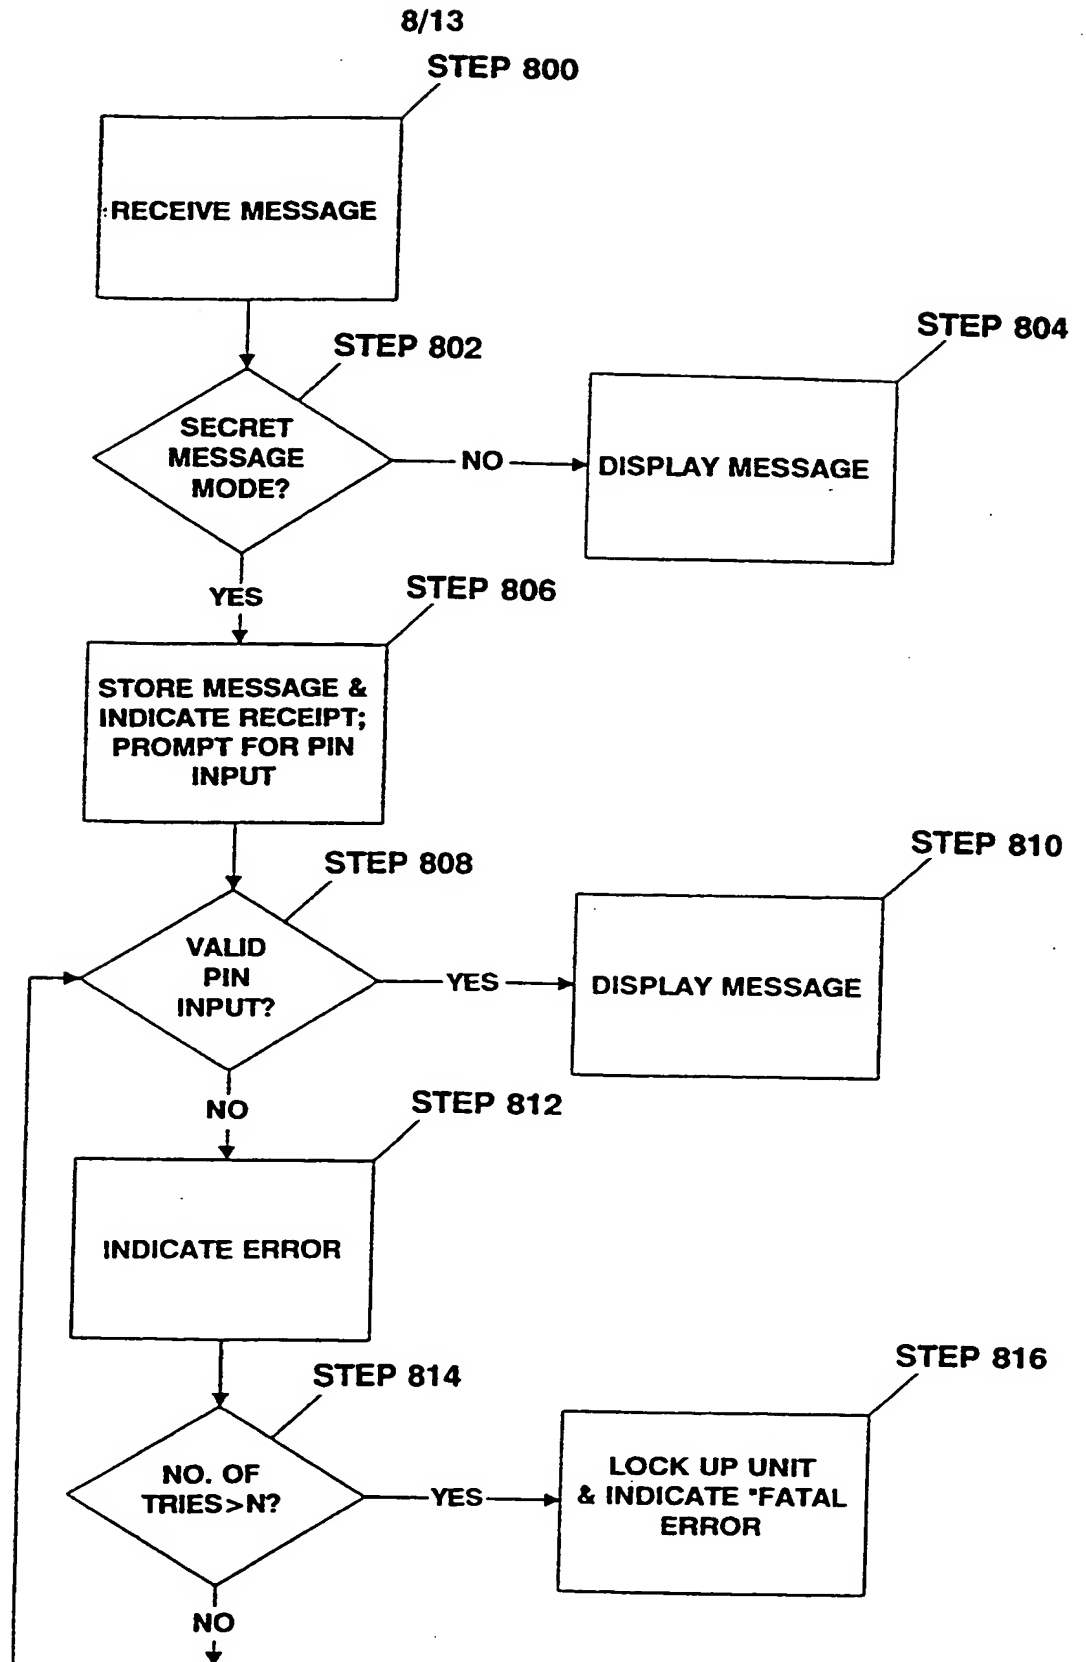 8/13
STEP 800
RECEIVE MESSAGE
STEP 802
SECRET
MESSAGE
MODE?
NO
STEP 804
DISPLAY MESSAGE
YES
STEP 806
STORE MESSAGE &
INDICATE RECEIPT;
PROMPT FOR PIN
INPUT
STEP 808
VALID
PIN
INPUT?
YES
STEP 810
DISPLAY MESSAGE
NO
STEP 812
INDICATE ERROR
STEP 814
NO. OF
TRIES>N?
YES
STEP 816
LOCK UP UNIT
& INDICATE "FATAL
ERROR
NO